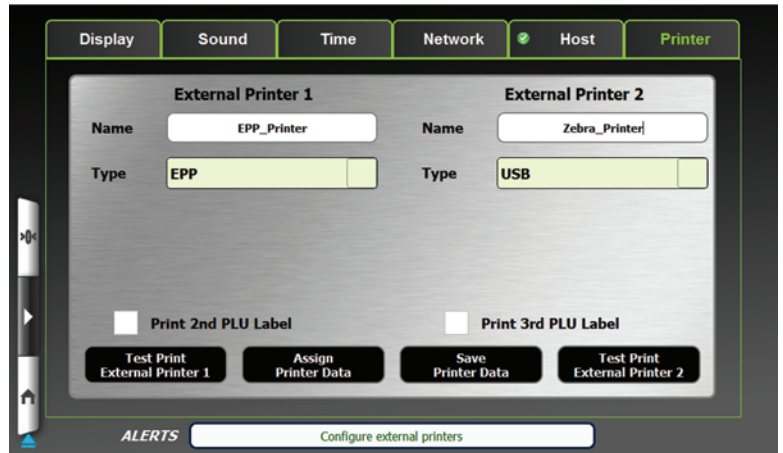 Display Sound Time Network Host Printer
External Printer 1 External Printer 2
Name EPP_Printer Name Zebra_Printer
Type EPP Type USB
>0<
Print 2nd PLU Label Print 3rd PLU Label
Test Print Assign Save Test Print
External Printer 1 Printer Data Printer Data External Printer 2
ALERTS Configure external printers